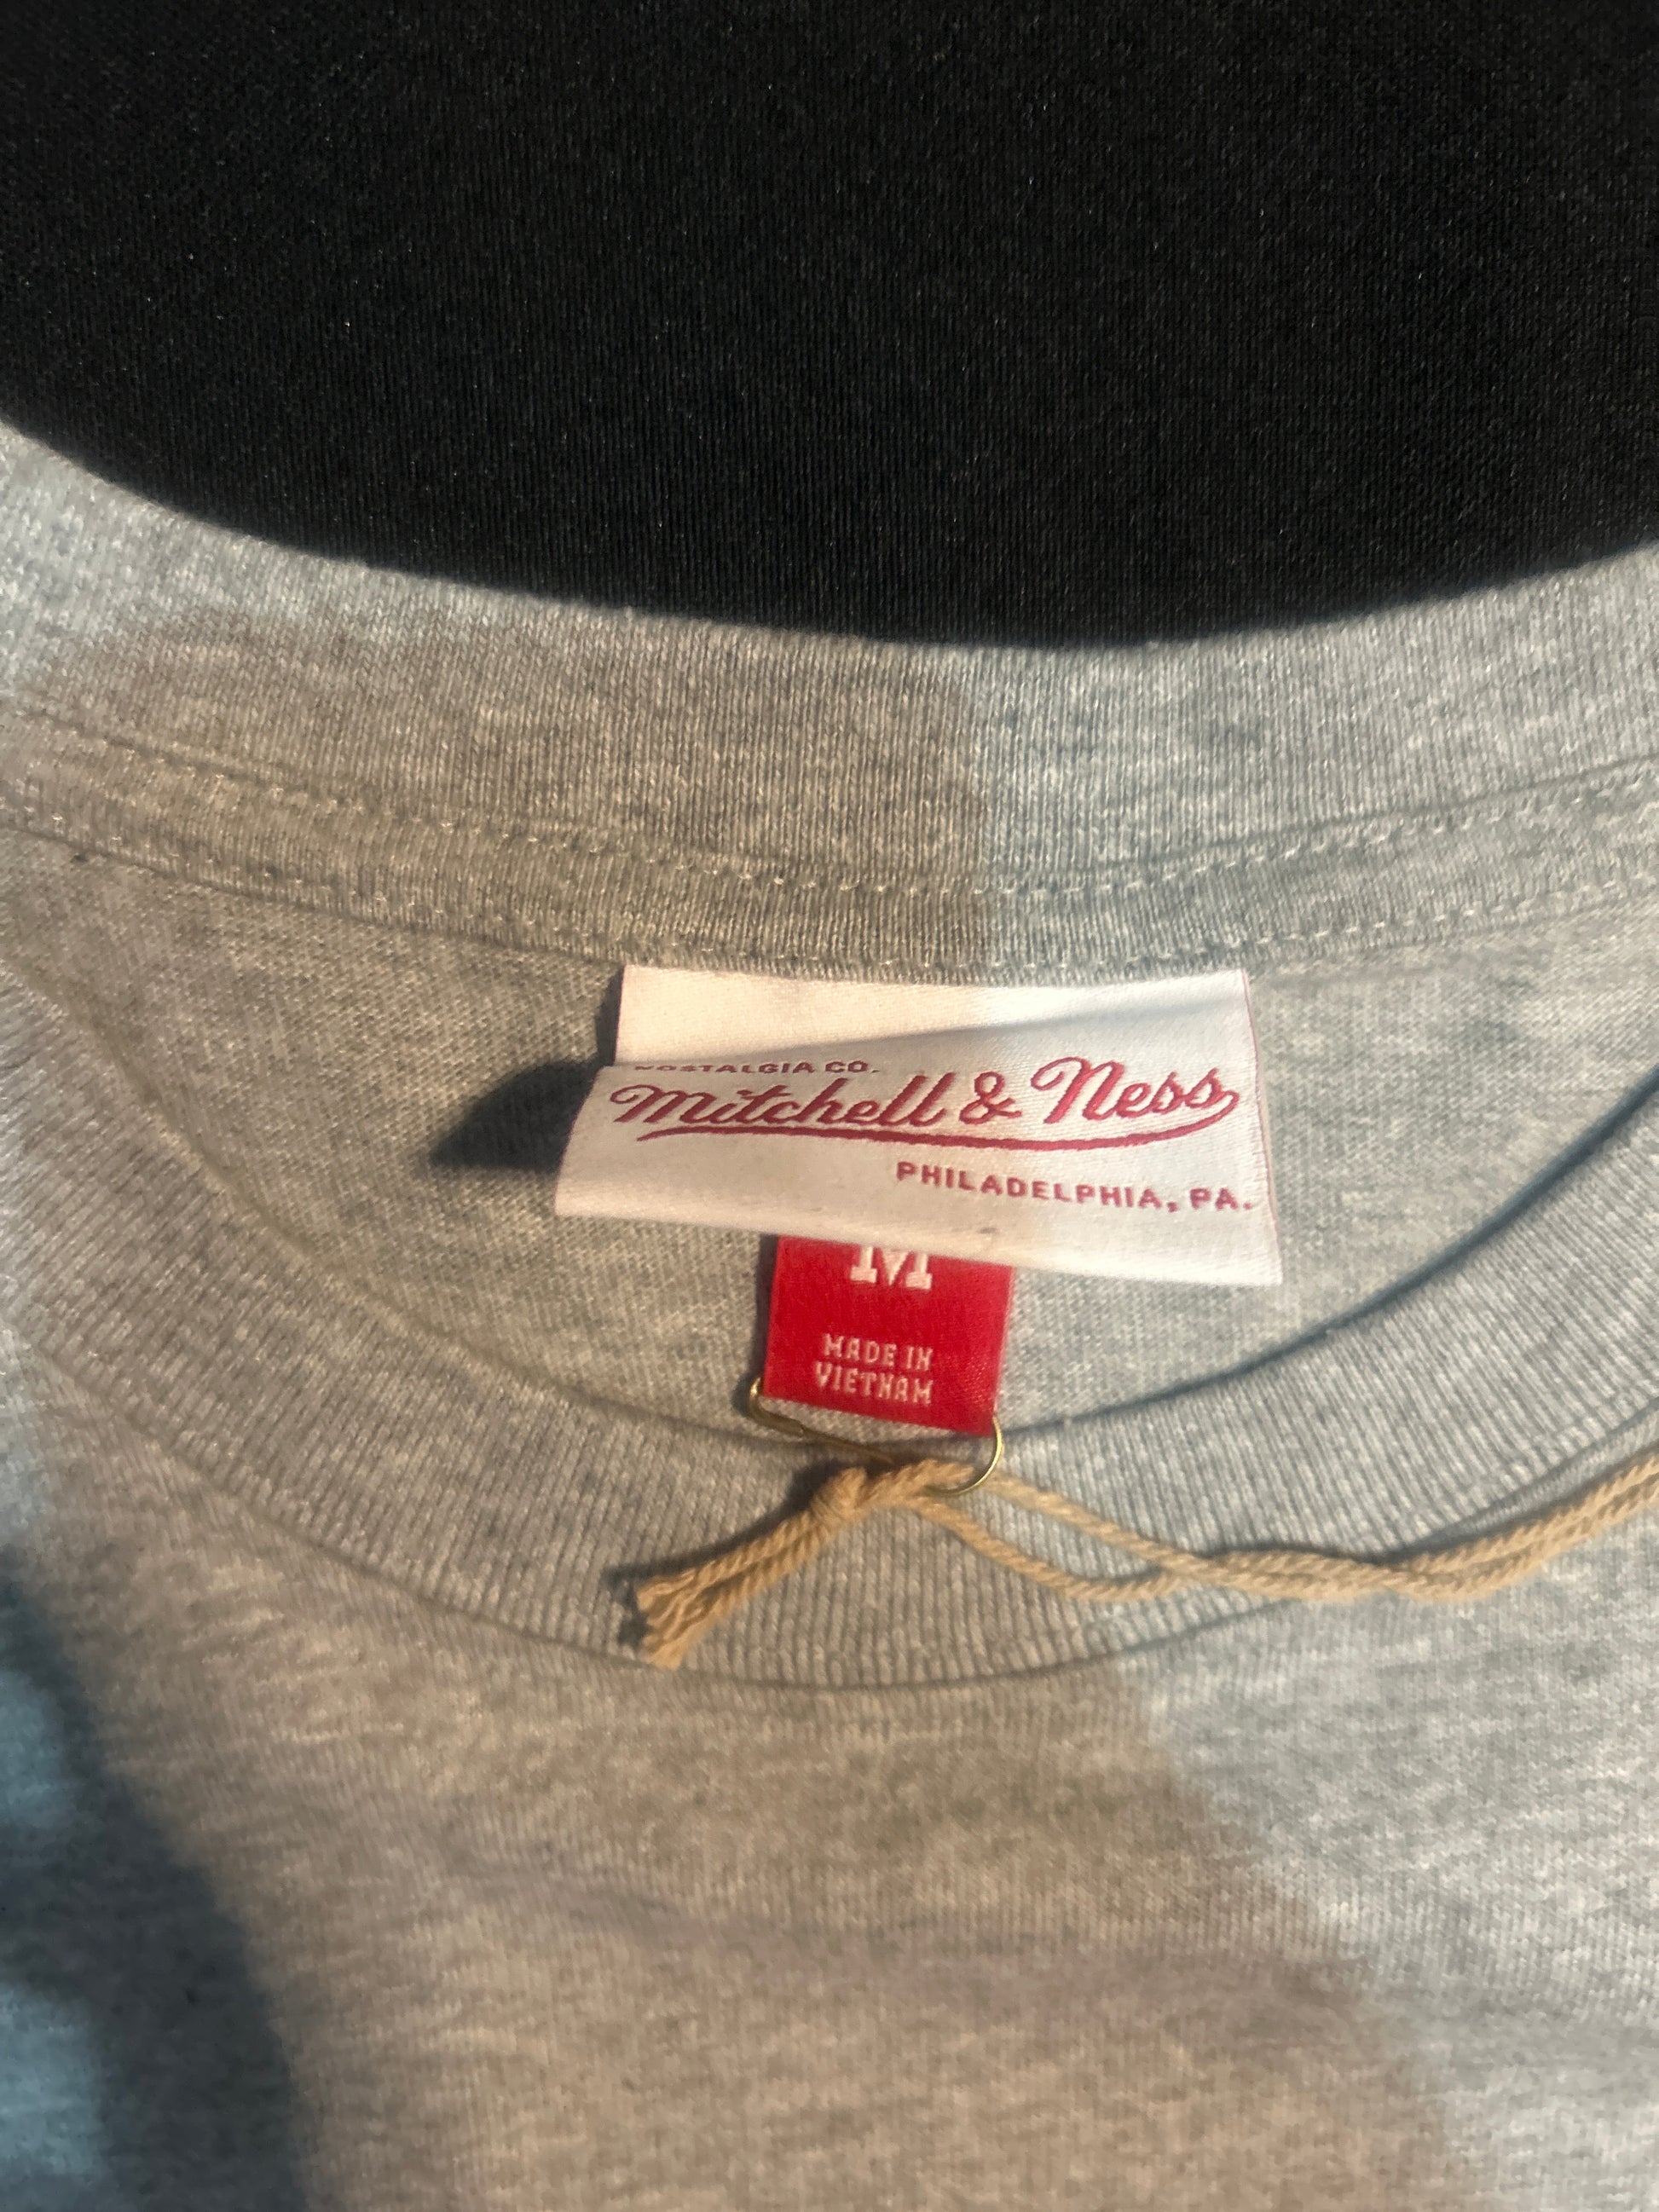 NOSTALGIA CO.
Mitchell & Ness
PHILADELPHIA, PA.
M
MADE IN
VIETNAM